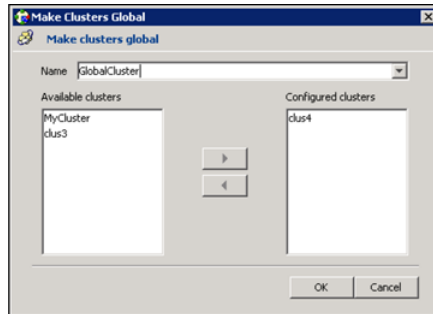 Make Clusters Global
Make clusters global
Name GlobalCluster
Available clusters Configured clusters
MyCluster clus4
clus3
OK Cancel